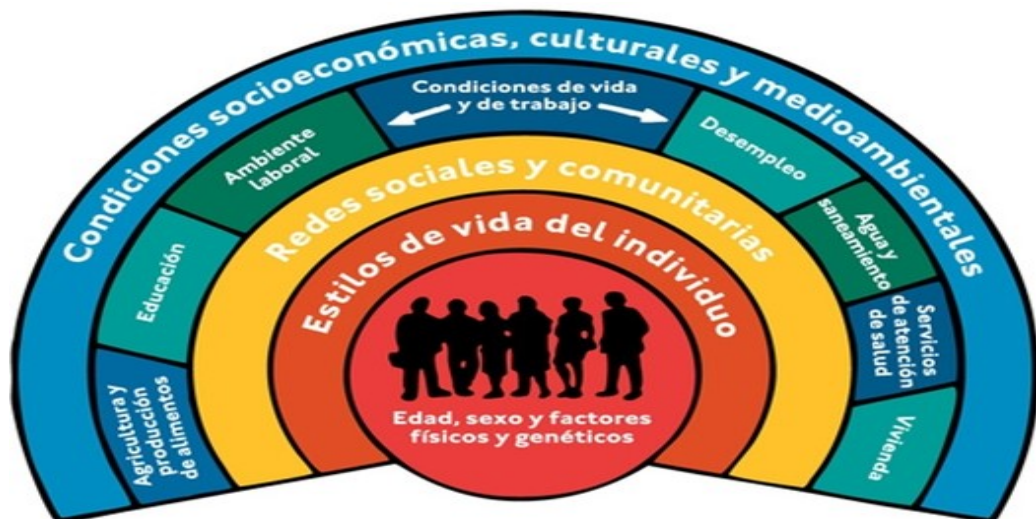 Condiciones socioeconómicas, culturales y medioambientales
Condiciones de vida
y de trabajo
Agricultura y
producción
de alimentos
Educación
Ambiente
laboral
Desempleo
Agua y
saneamiento
Servicios
de atención
de salud
Vivienda
Redes sociales y comunitarias
Estilos de vida del individuo
Edad, sexo y factores
físicos y genéticos